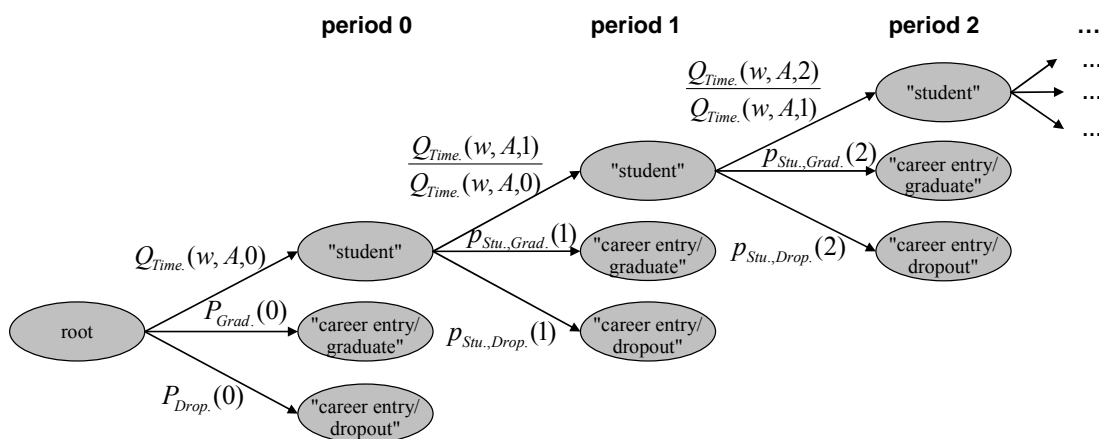 period 0
period 1
period 2
...
Q_Time.(w, A,2)
Q_Time.(w, A,1)
"student"
...
...
...
Q_Time.(w, A,1)
Q_Time.(w, A,0)
"student"
p_Stu.,Grad.(2)
"career entry/
graduate"
Q_Time.(w, A,0)
"student"
p_Stu.,Grad.(1)
"career entry/
graduate"
p_Stu.,Drop.(2)
"career entry/
dropout"
root
P_Grad.(0)
"career entry/
graduate"
p_Stu.,Drop.(1)
"career entry/
dropout"
P_Drop.(0)
"career entry/
dropout"